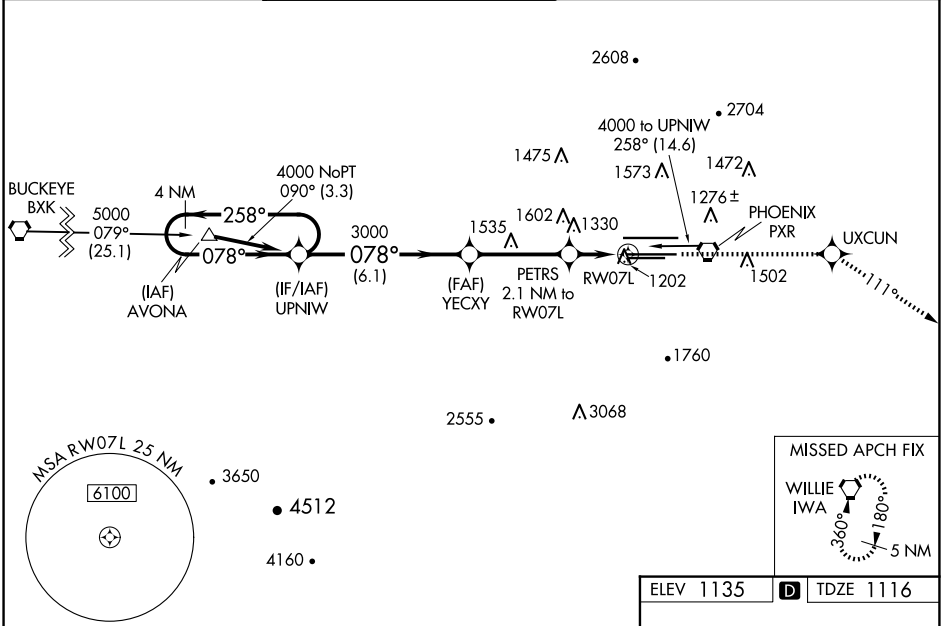 2608
2704
4000 to UPNIW
258° (14.6)
1475
1573
1472
4000 NoPT
090° (3.3)
BUCKEYE
BXK
4 NM
5000
079°
(25.1)
258°
078°
3000
078°
(6.1)
1535
1602
1330
1276 ±
PHOENIX
PXR
UXCUN
(IAF)
AVONA
(IF/IAF)
UPNIW
(FAF)
YECXY
PETRS
2.1 NM to
RW07L
RW07L
1202
1502
111°
1760
2555
3068
MSA RW07L 25 NM
6100
3650
4512
4160
MISSED APCH FIX
WILLIE
IWA
360°
180°
5 NM
ELEV 1135
D
TDZE 1116